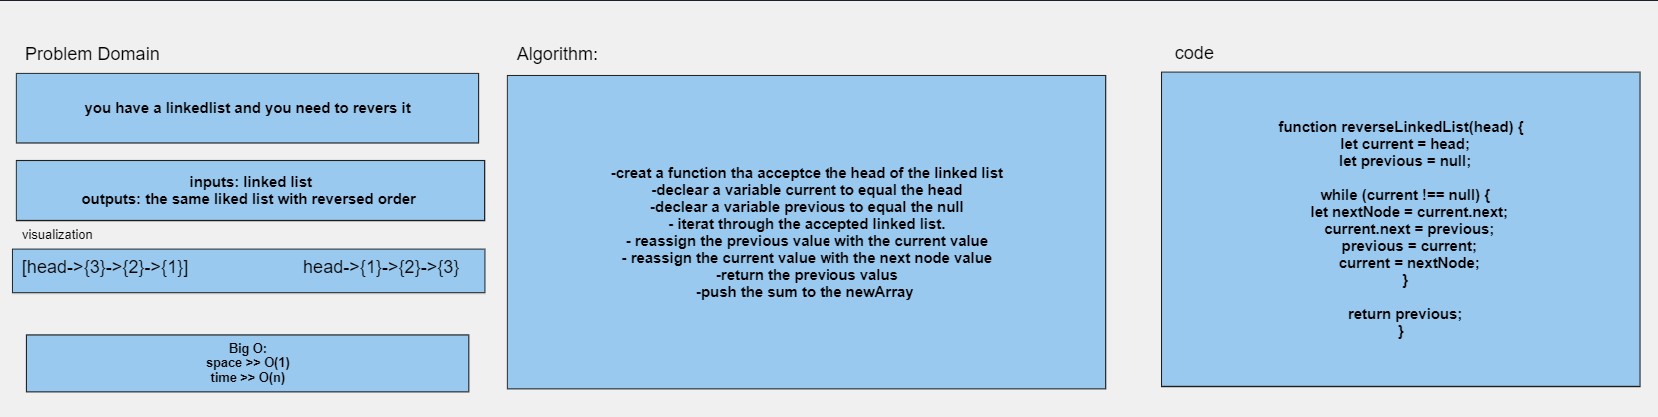 Problem Domain
you have a linkedlist and you need to revers it
inputs: linked list
outputs: the same liked list with reversed order
visualization
[head->{3}->{2}->{1}]
head->{1}->{2}->{3}
Big O:
space >> O(1)
time >> O(n)
Algorithm:
-creat a function tha acceptce the head of the linked list
-declear a variable current to equal the head
-declear a variable previous to equal the null
- iterat through the accepted linked list.
- reassign the previous value with the current value
- reassign the current value with the next node value
-return the previous valus
-push the sum to the newArray
code
function reverseLinkedList(head) {
let current = head;
let previous = null;
while (current !== null) {
let nextNode = current.next;
current.next = previous;
previous = current;
current = nextNode;
}
return previous;
}